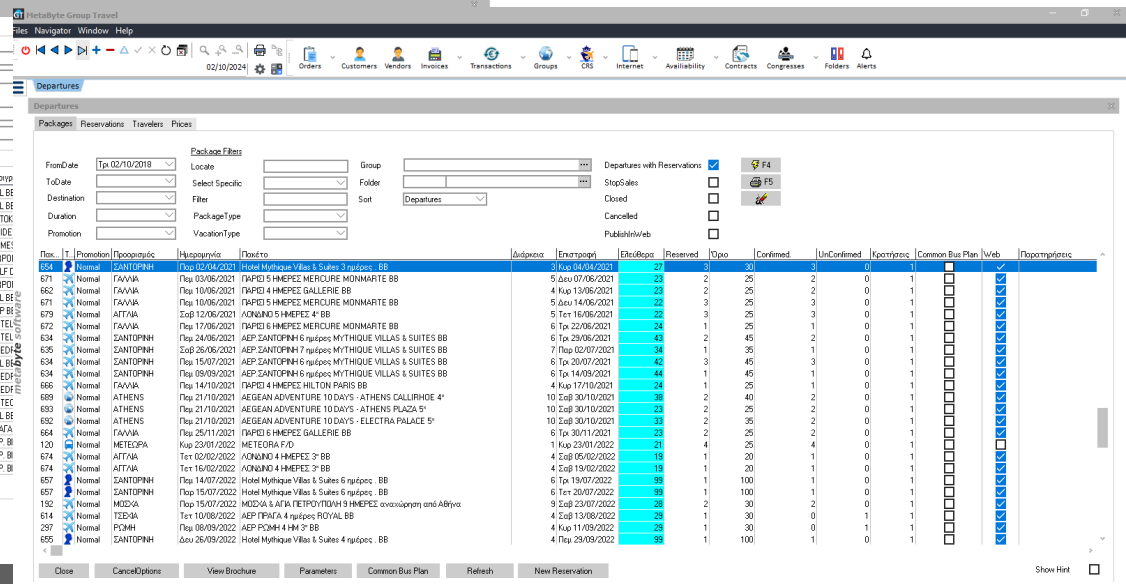 MetaByte Group Travel
Files Navigator Window Help
02/10/2024
Orders Customers Vendors Invoices Transactions Groups CRS Internet Availiability Contracts Congresses Folders Alerts
Departures
Departures
Packages Reservations Travelers Prices
Package Filters
FromDate Τρι 02/10/2018 Locate Group ... Departures with Reservations F4
ToDate Select Specific Folder ... StopSales F5
Destination Filter Sort Departures Closed
Duration PackageType Cancelled
Promotion VacationType PublishInWeb
Πακ... Τ... Promotion Προορισμός Ημερομηνία Πακέτο Διάρκεια Επιστροφή Ελεύθερα Reserved Όριο Confirmed. UnConfirmed Κρατήσεις Common Bus Plan Web Παρατηρήσεις
654 Normal ΣΑΝΤΟΡΙΝΗ Παρ 02/04/2021 Hotel Mythique Villas & Suites 3 ημέρες . BB 3 Κυρ 04/04/2021 27 3 30 3 0 1
671 Normal ΓΑΛΛΙΑ Πεμ 03/06/2021 ΠΑΡΙΣΙ 5 ΗΜΕΡΕΣ MERCURE MONMARTE BB 5 Δευ 07/06/2021 23 2 25 2 0 1
662 Normal ΓΑΛΛΙΑ Πεμ 10/06/2021 ΠΑΡΙΣΙ 4 ΗΜΕΡΕΣ GALLERIE BB 4 Κυρ 13/06/2021 23 2 25 2 0 1
671 Normal ΓΑΛΛΙΑ Πεμ 10/06/2021 ΠΑΡΙΣΙ 5 ΗΜΕΡΕΣ MERCURE MONMARTE BB 5 Δευ 14/06/2021 22 3 25 3 0 1
679 Normal ΑΓΓΛΙΑ Σαβ 12/06/2021 ΛΟΝΔΙΝΟ 5 ΗΜΕΡΕΣ 4* BB 5 Τετ 16/06/2021 22 3 25 3 0 1
672 Normal ΓΑΛΛΙΑ Πεμ 17/06/2021 ΠΑΡΙΣΙ 6 ΗΜΕΡΕΣ MERCURE MONMARTE BB 6 Τρι 22/06/2021 24 1 25 1 0 1
634 Normal ΣΑΝΤΟΡΙΝΗ Πεμ 24/06/2021 ΑΕΡ.ΣΑΝΤΟΡΙΝΗ 6 ημέρες MYTHIQUE VILLAS & SUITES BB 6 Τρι 29/06/2021 43 2 45 2 0 1
635 Normal ΣΑΝΤΟΡΙΝΗ Σαβ 26/06/2021 ΑΕΡ.ΣΑΝΤΟΡΙΝΗ 7 ημέρες MYTHIQUE VILLAS & SUITES BB 7 Παρ 02/07/2021 34 1 35 1 0 1
634 Normal ΣΑΝΤΟΡΙΝΗ Πεμ 15/07/2021 ΑΕΡ.ΣΑΝΤΟΡΙΝΗ 6 ημέρες MYTHIQUE VILLAS & SUITES BB 6 Τρι 20/07/2021 42 3 45 3 0 1
634 Normal ΣΑΝΤΟΡΙΝΗ Πεμ 09/09/2021 ΑΕΡ.ΣΑΝΤΟΡΙΝΗ 6 ημέρες MYTHIQUE VILLAS & SUITES BB 6 Τρι 14/09/2021 44 1 45 1 0 1
666 Normal ΓΑΛΛΙΑ Πεμ 14/10/2021 ΠΑΡΙΣΙ 4 ΗΜΕΡΕΣ HILTON PARIS BB 4 Κυρ 17/10/2021 24 1 25 1 0 1
689 Normal ATHENS Πεμ 21/10/2021 AEGEAN ADVENTURE 10 DAYS - ATHENS CALLIRHOE 4* 10 Σαβ 30/10/2021 38 2 40 2 0 1
693 Normal ATHENS Πεμ 21/10/2021 AEGEAN ADVENTURE 10 DAYS - ATHENS PLAZA 5* 10 Σαβ 30/10/2021 23 2 25 2 0 1
692 Normal ATHENS Πεμ 21/10/2021 AEGEAN ADVENTURE 10 DAYS - ELECTRA PALACE 5* 10 Σαβ 30/10/2021 33 2 35 2 0 1
664 Normal ΓΑΛΛΙΑ Πεμ 25/11/2021 ΠΑΡΙΣΙ 6 ΗΜΕΡΕΣ GALLERIE BB 6 Τρι 30/11/2021 23 2 25 2 0 1
120 Normal ΜΕΤΕΩΡΑ Κυρ 23/01/2022 METEORA F/D 1 Κυρ 23/01/2022 21 4 25 4 0 1
674 Normal ΑΓΓΛΙΑ Τετ 02/02/2022 ΛΟΝΔΙΝΟ 4 ΗΜΕΡΕΣ 3* BB 4 Σαβ 05/02/2022 19 1 20 1 0 1
674 Normal ΑΓΓΛΙΑ Τετ 16/02/2022 ΛΟΝΔΙΝΟ 4 ΗΜΕΡΕΣ 3* BB 4 Σαβ 19/02/2022 19 1 20 1 0 1
657 Normal ΣΑΝΤΟΡΙΝΗ Πεμ 14/07/2022 Hotel Mythique Villas & Suites 6 ημέρες . BB 6 Τρι 19/07/2022 99 1 100 1 0 1
657 Normal ΣΑΝΤΟΡΙΝΗ Παρ 15/07/2022 Hotel Mythique Villas & Suites 6 ημέρες . BB 6 Τετ 20/07/2022 99 1 100 1 0 1
192 Normal ΜΟΣΧΑ Παρ 15/07/2022 ΜΟΣΧΑ & ΑΓΙΑ ΠΕΤΡΟΥΠΟΛΗ 9 ΗΜΕΡΕΣ αναχώρηση από Αθήνα 9 Σαβ 23/07/2022 28 2 30 2 0 1
614 Normal ΤΣΕΧΙΑ Τετ 10/08/2022 ΑΕΡ ΠΡΑΓΑ 4 ημέρες ROYAL BB 4 Σαβ 13/08/2022 29 1 30 0 1 1
297 Normal ΡΩΜΗ Πεμ 08/09/2022 ΑΕΡ ΡΩΜΗ 4 ΗΜ 3* BB 4 Κυρ 11/09/2022 29 1 30 0 1 1
655 Normal ΣΑΝΤΟΡΙΝΗ Δευ 26/09/2022 Hotel Mythique Villas & Suites 4 ημέρες . BB 4 Πεμ 29/09/2022 99 1 100 1 0 1
Close CancelOptions View Brochure Parameters Common Bus Plan Refresh New Reservation Show Hint
metabyte software